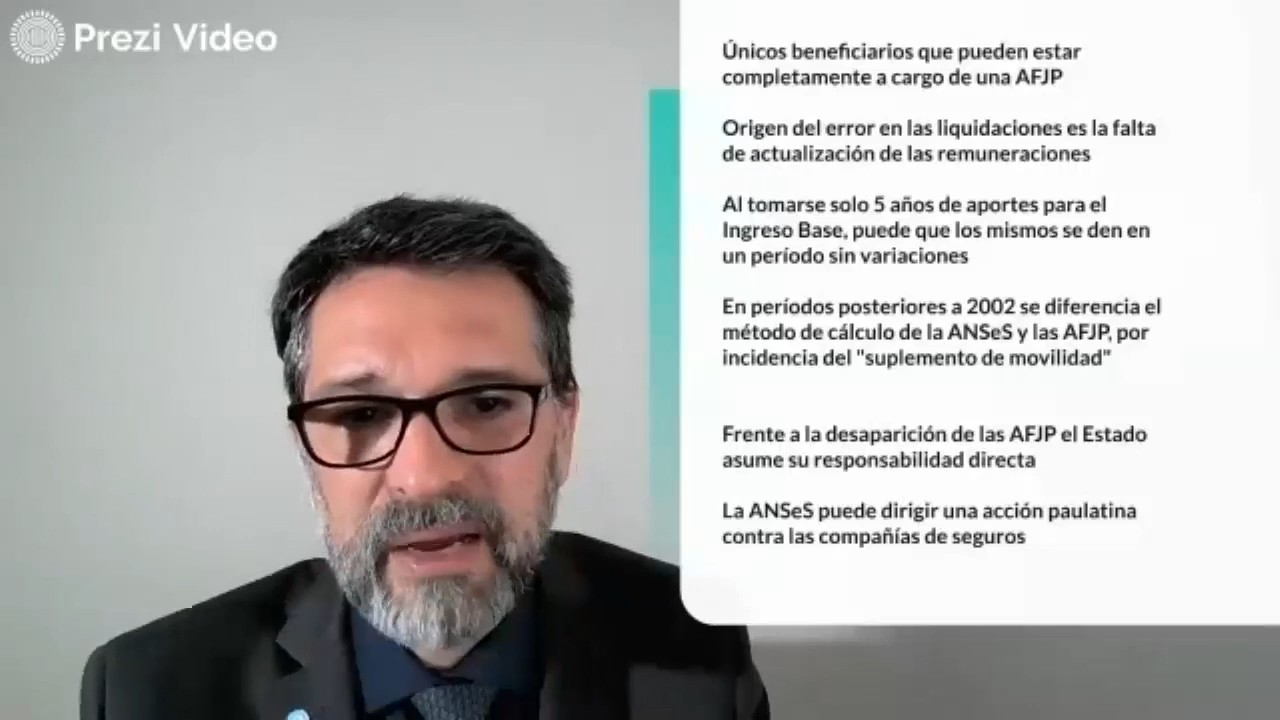 Prezi Video
Únicos beneficiarios que pueden estar
completamente a cargo de una AFJP
Origen del error en las liquidaciones es la falta
de actualización de las remuneraciones
Al tomarse solo 5 años de aportes para el
Ingreso Base, puede que los mismos se den en
un período sin variaciones
En períodos posteriores a 2002 se diferencia el
método de cálculo de la ANSeS y las AFJP, por
incidencia del "suplemento de movilidad"
Frente a la desaparición de las AFJP el Estado
asume su responsabilidad directa
La ANSeS puede dirigir una acción paulatina
contra las compañías de seguros